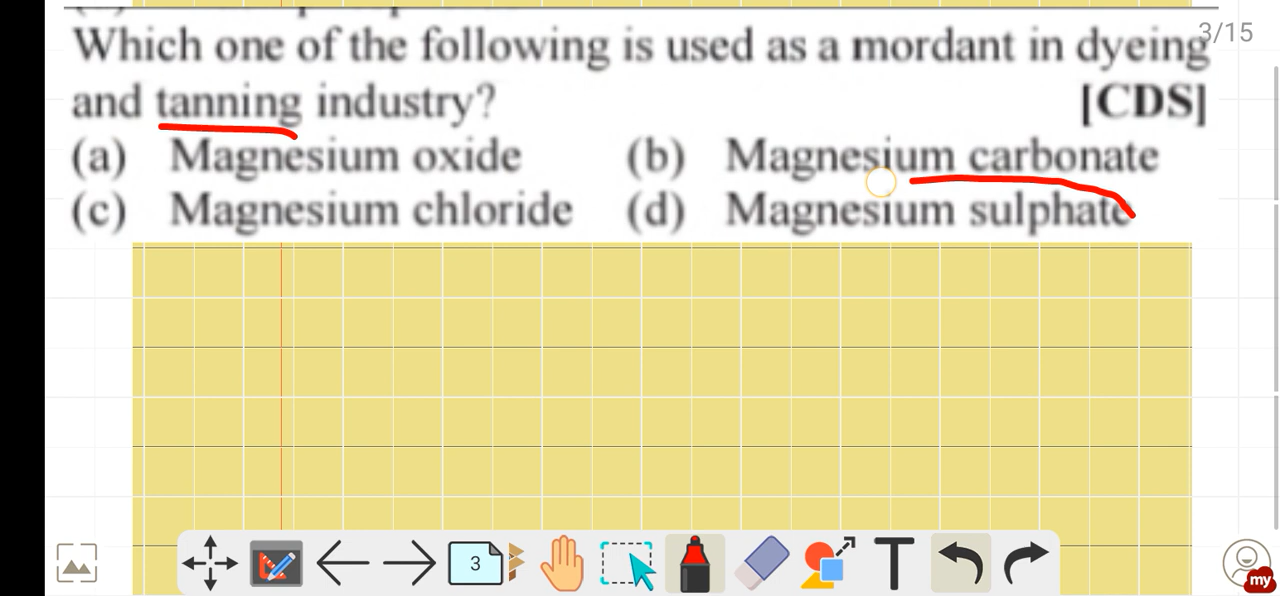 3/15
Which one of the following is used as a mordant in dyeing
and tanning industry? [CDS]
(a) Magnesium oxide (b) Magnesium carbonate
(c) Magnesium chloride (d) Magnesium sulphate
3
T
my